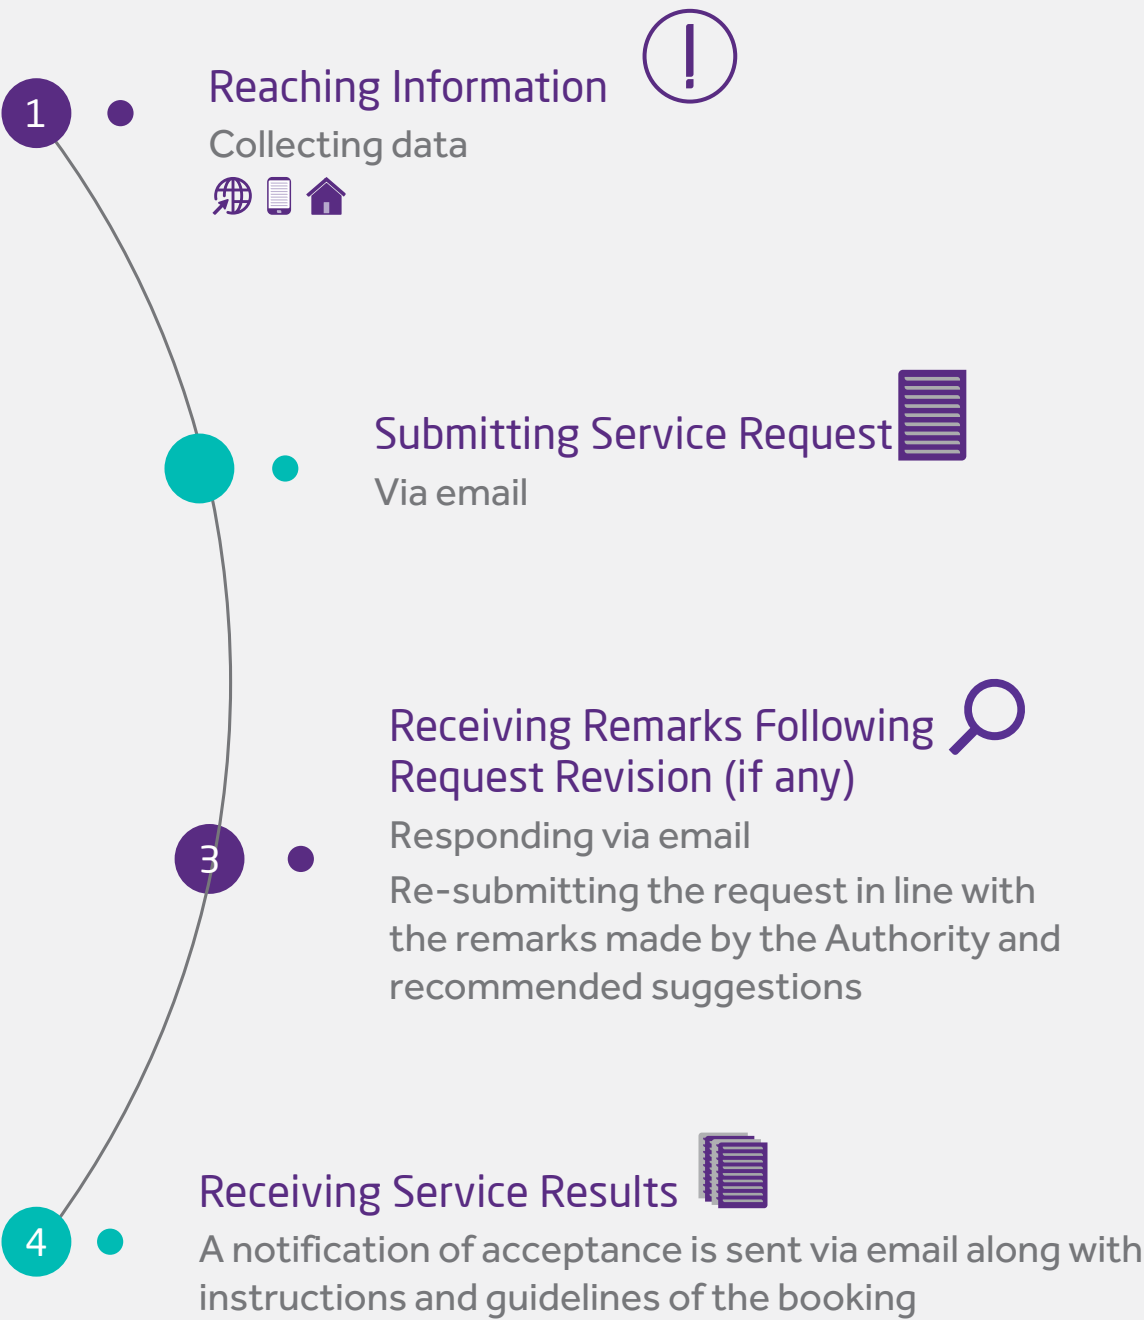 1
Reaching Information
Collecting data
Submitting Service Request
Via email
3
Receiving Remarks Following
Request Revision (if any)
Responding via email
Re-submitting the request in line with
the remarks made by the Authority and
recommended suggestions
4
Receiving Service Results
A notification of acceptance is sent via email along with
instructions and guidelines of the booking